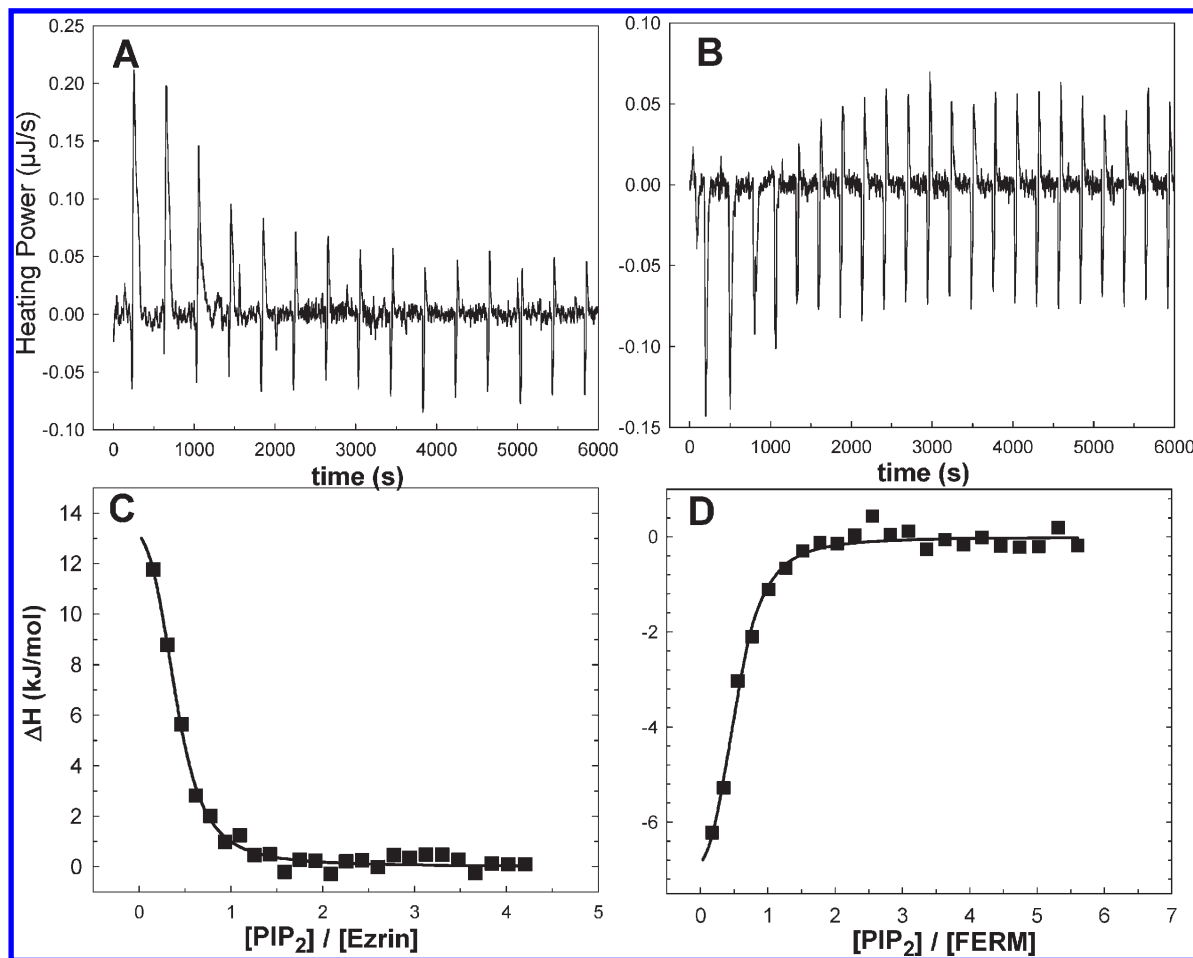 A
B
Heating Power (µJ/s)
0.25
0.20
0.15
0.10
0.05
0.00
-0.05
-0.10
0 1000 2000 3000 4000 5000 6000
time (s)
0.10
0.05
0.00
-0.05
-0.10
-0.15
0 1000 2000 3000 4000 5000 6000
time (s)
C
D
ΔH (kJ/mol)
14
12
10
8
6
4
2
0
0 1 2 3 4 5
[PIP2] / [Ezrin]
0
-2
-4
-6
0 1 2 3 4 5 6 7
[PIP2] / [FERM]